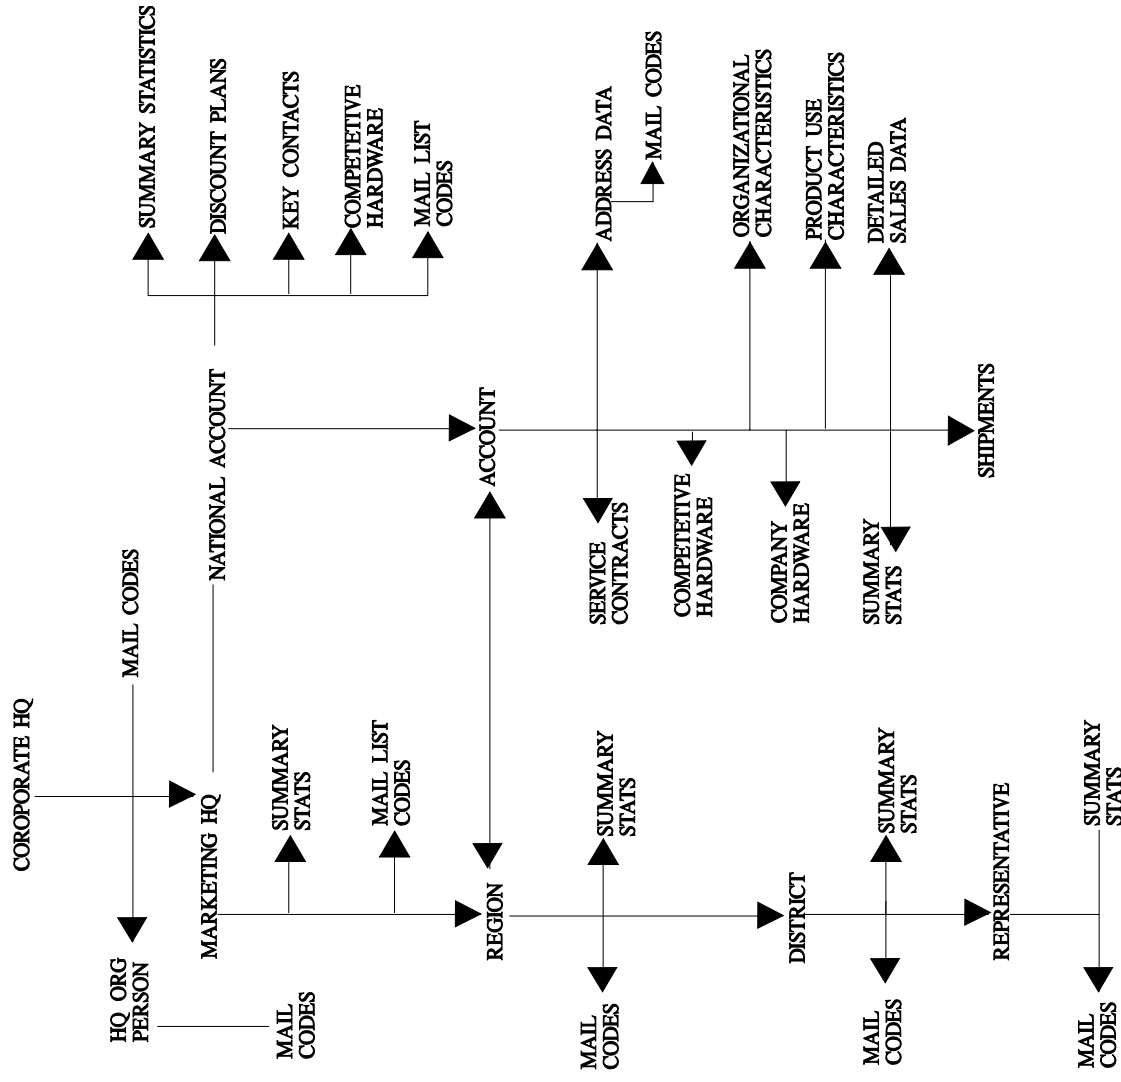 COROPORATE HQ
HQ ORG
PERSON
MAIL CODES
MAIL
CODES
MARKETING HQ
NATIONAL ACCOUNT
SUMMARY STATISTICS
DISCOUNT PLANS
KEY CONTACTS
COMPETETIVE
HARDWARE
MAIL LIST
CODES
SUMMARY
STATS
MAIL LIST
CODES
REGION
ACCOUNT
MAIL
CODES
SUMMARY
STATS
SERVICE
CONTRACTS
ADDRESS DATA
MAIL CODES
COMPETETIVE
HARDWARE
ORGANIZATIONAL
CHARACTERISTICS
COMPANY
HARDWARE
PRODUCT USE
CHARACTERISTICS
DISTRICT
SUMMARY
STATS
DETAILED
SALES DATA
MAIL
CODES
SUMMARY
STATS
SHIPMENTS
REPRESENTATIVE
MAIL
CODES
SUMMARY
STATS